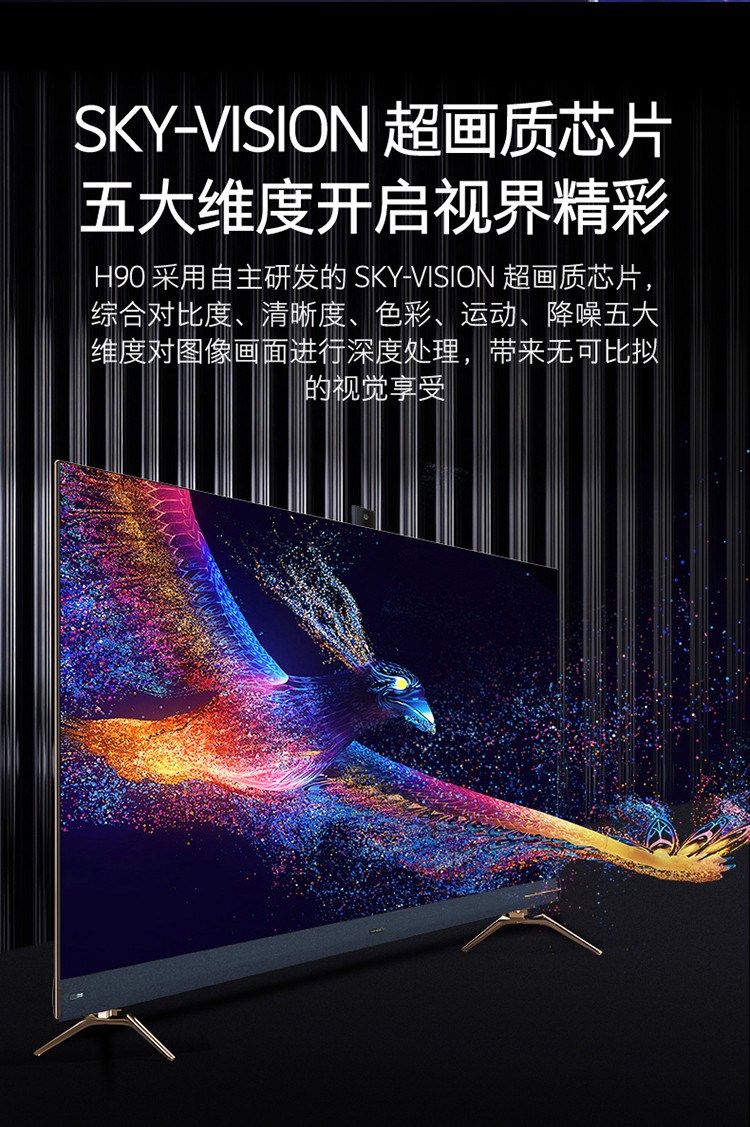 SKY-VISION 超画质芯片
五大维度开启视界精彩
H90 采用自主研发的 SKY-VISION 超画质芯片，
综合对比度、清晰度、色彩、运动、降噪五大
维度对图像画面进行深度处理，带来无可比拟
的视觉享受